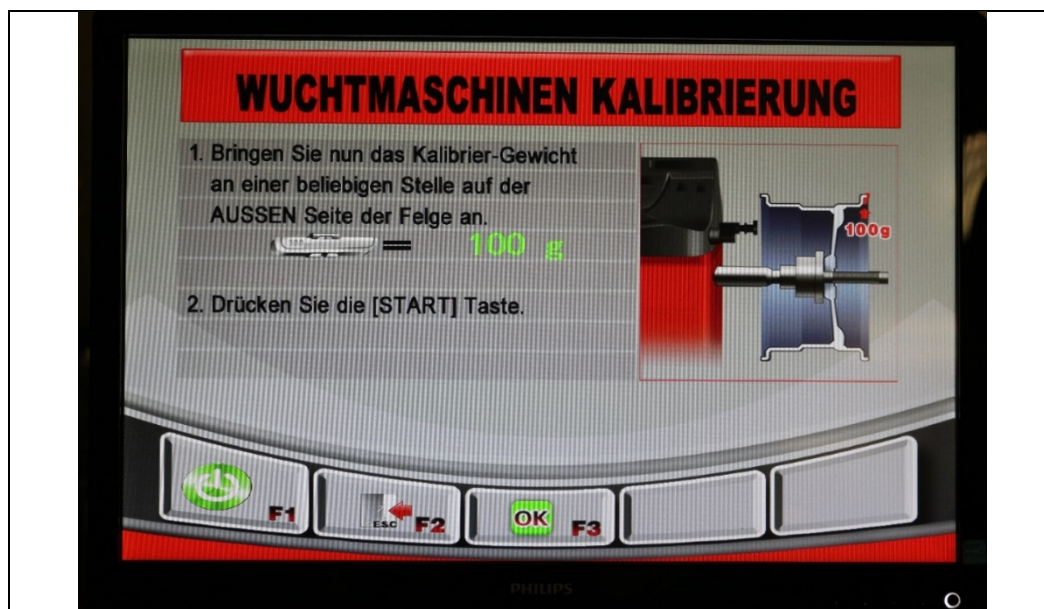 WUCHTMASCHINEN KALIBRIERUNG
1. Bringen Sie nun das Kalibrier-Gewicht
an einer beliebigen Stelle auf der
AUSSEN Seite der Felge an.
= 100 g
2. Drücken Sie die [START] Taste.
100g
F1
ESC F2
OK F3
PHILIPS